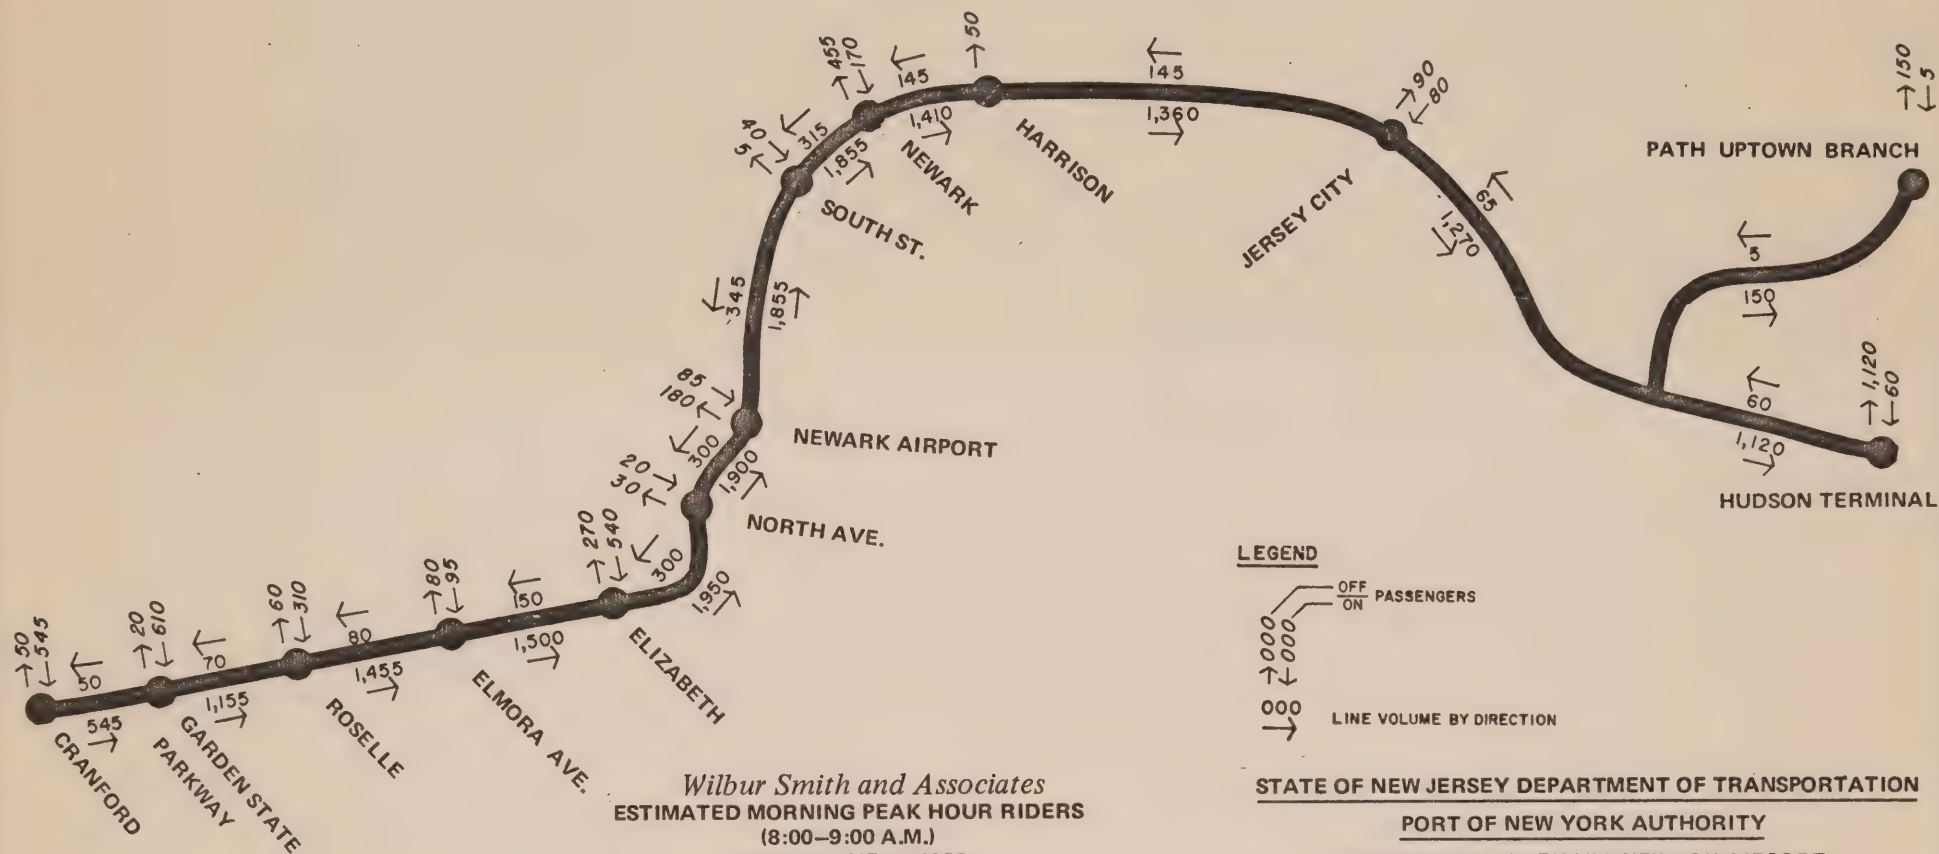 50
545
←
50
545
→
CRANFORD
20
610
70
1,155
GARDEN STATE
PARKWAY
60
310
80
1,455
ROSELLE
80
95
150
1,500
ELMORA AVE.
270
540
300
1,950
ELIZABETH
20
30
300
1,900
NORTH AVE.
85
180
345
1,855
NEWARK AIRPORT
40
5
315
1,855
SOUTH ST.
455
170
145
1,410
NEWARK
50
145
1,360
HARRISON
90
80
65
1,270
JERSEY CITY
150
5
PATH UPTOWN BRANCH
5
150
1,120
60
60
1,120
HUDSON TERMINAL
LEGEND
OFF
ON
PASSENGERS
000
000
000
LINE VOLUME BY DIRECTION
Wilbur Smith and Associates
ESTIMATED MORNING PEAK HOUR RIDERS
(8:00–9:00 A.M.)
STATE OF NEW JERSEY DEPARTMENT OF TRANSPORTATION
PORT OF NEW YORK AUTHORITY